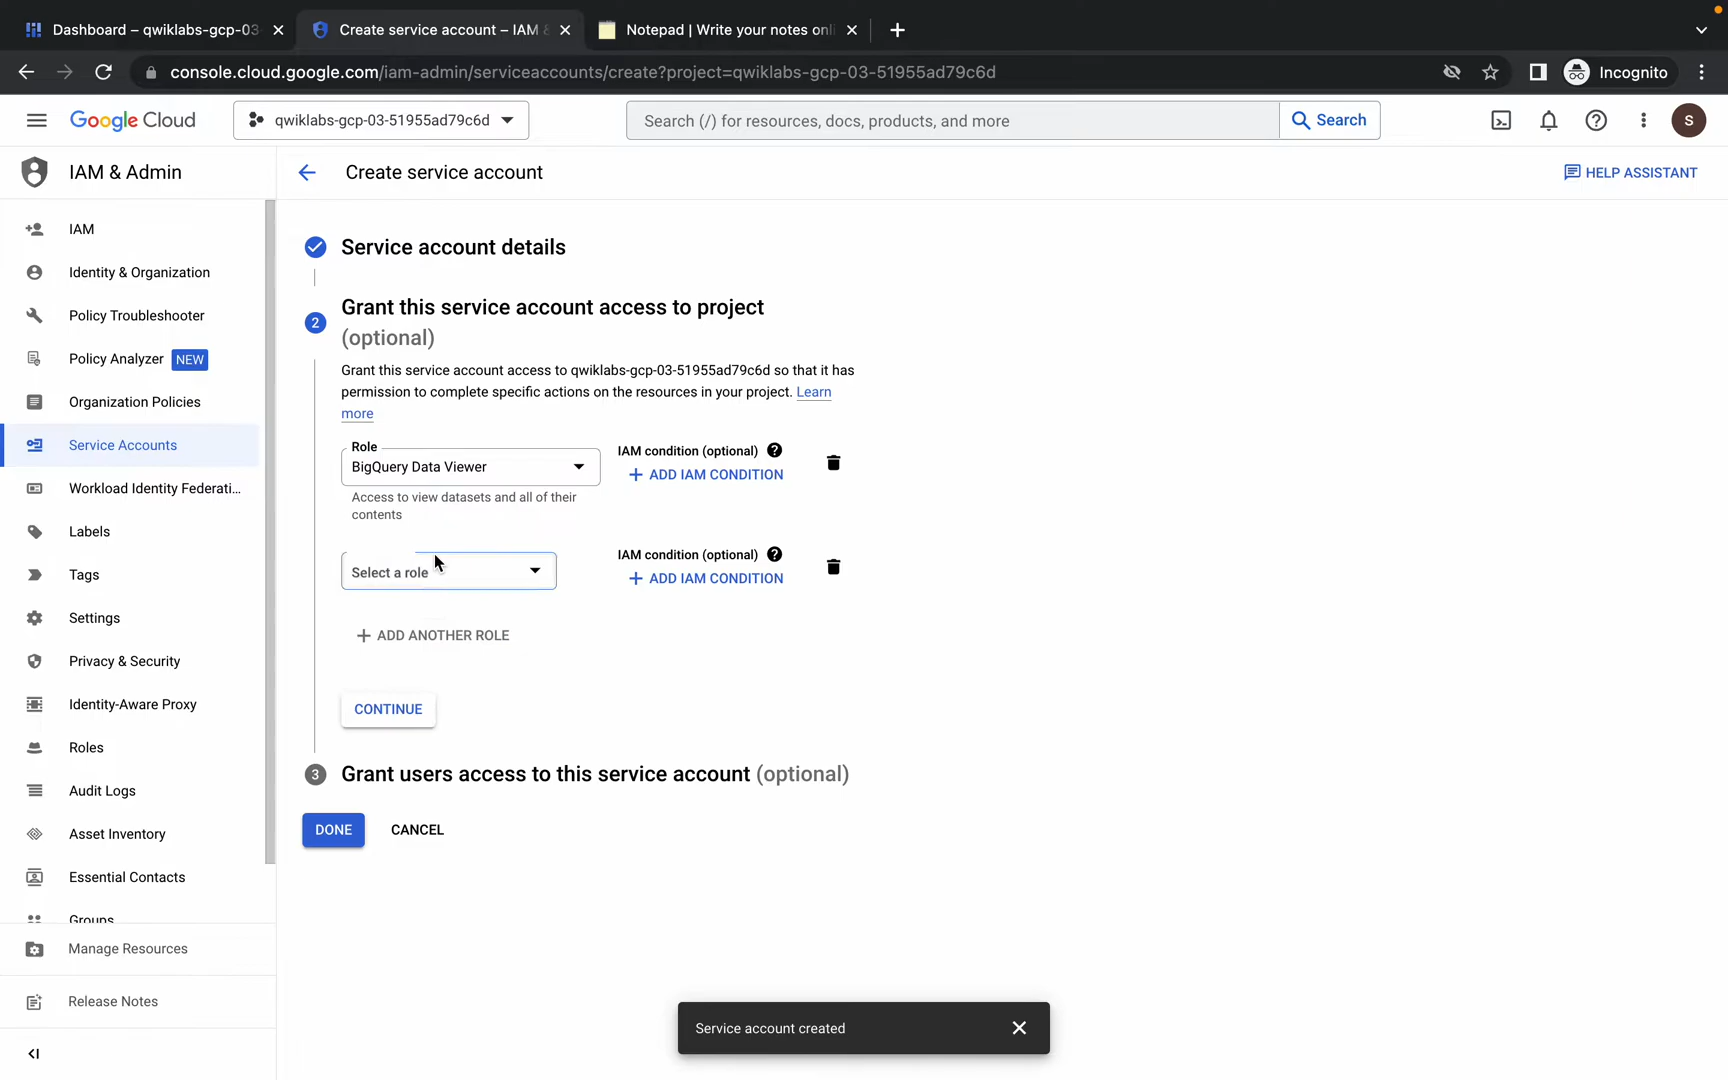 Dashboard – qwiklabs-gcp-03
Create service account – IAM &
Notepad | Write your notes onli
console.cloud.google.com/iam-admin/serviceaccounts/create?project=qwiklabs-gcp-03-51955ad79c6d
Incognito
Google Cloud
qwiklabs-gcp-03-51955ad79c6d
Search (/) for resources, docs, products, and more
Search
S
IAM & Admin
Create service account
HELP ASSISTANT
IAM
Identity & Organization
Policy Troubleshooter
Policy Analyzer NEW
Organization Policies
Service Accounts
Workload Identity Federati...
Labels
Tags
Settings
Privacy & Security
Identity-Aware Proxy
Roles
Audit Logs
Asset Inventory
Essential Contacts
Groups
Manage Resources
Release Notes
Service account details
2
Grant this service account access to project
(optional)
Grant this service account access to qwiklabs-gcp-03-51955ad79c6d so that it has
permission to complete specific actions on the resources in your project. Learn
more
Role
BigQuery Data Viewer
IAM condition (optional)
+ ADD IAM CONDITION
Access to view datasets and all of their
contents
Select a role
IAM condition (optional)
+ ADD IAM CONDITION
+ ADD ANOTHER ROLE
CONTINUE
3
Grant users access to this service account (optional)
DONE
CANCEL
Service account created